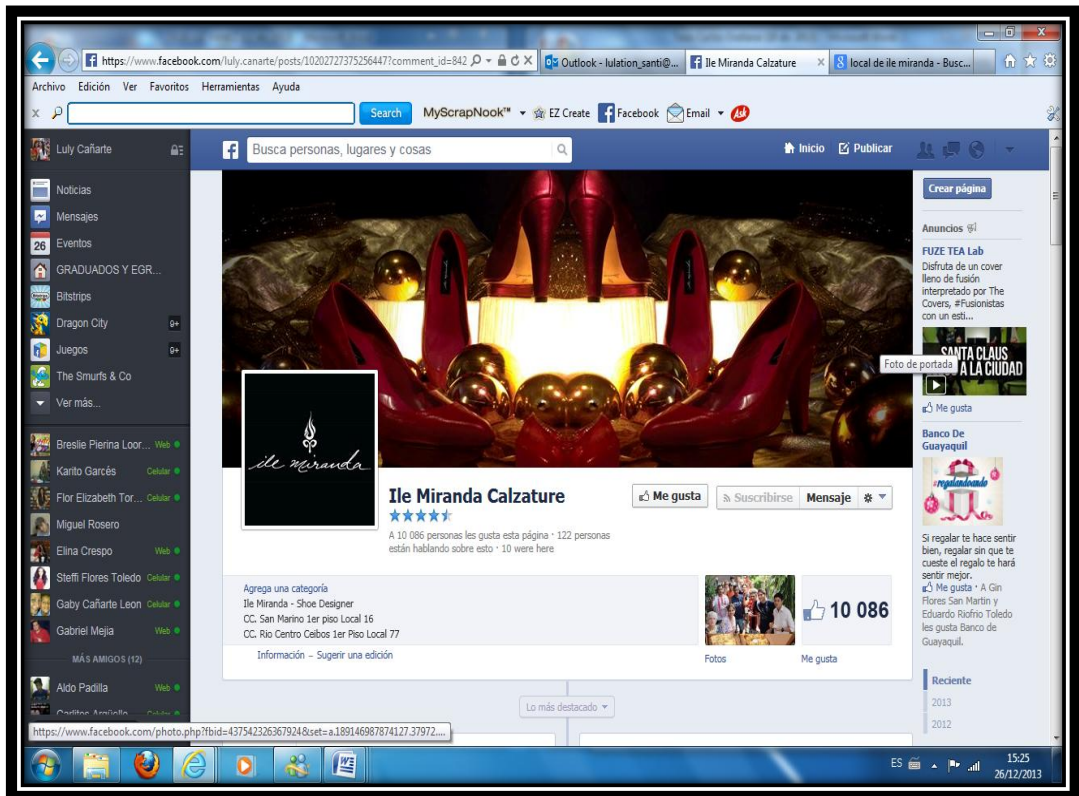 https://www.facebook.com/luly.canarte/posts/10202727375256447?comment_id=842
Outlook - lulation_santi@...
Ile Miranda Calzature
local de ile miranda - Busc...
Archivo Edición Ver Favoritos Herramientas Ayuda
Search MyScrapNook™ EZ Create Facebook Email Ask
Luly Cañarte
Busca personas, lugares y cosas
Inicio Publicar
Noticias
Mensajes
26 Eventos
GRADUADOS Y EGR...
Bitstrips
Dragon City 9+
Juegos 9+
The Smurfs & Co
Ver más...
Breslie Pierina Loor... Web
Karito Garcés Celular
Flor Elizabeth Tor... Celular
Miguel Rosero
Elina Crespo Web
Steffi Flores Toledo Celular
Gaby Cañarte Leon Celular
Gabriel Mejia Web
MÁS AMIGOS (12)
Aldo Padilla Web
https://www.facebook.com/photo.php?fbid=437542326367924&set=a.189146987874127.37972....
ile miranda
ile miranda
Ile Miranda Calzature
A 10 086 personas les gusta esta página · 122 personas
están hablando sobre esto · 10 were here
Me gusta
Suscribirse Mensaje
Agrega una categoría
Ile Miranda - Shoe Designer
CC. San Marino 1er piso Local 16
CC. Rio Centro Ceibos 1er Piso Local 77
Información – Sugerir una edición
Fotos
10 086
Me gusta
Lo más destacado
Crear página
Anuncios
FUZE TEA Lab
Disfruta de un cover
lleno de fusión
interpretado por The
Covers, #Fusionistas
con un esti...
SANTA CLAUS
A LA CIUDAD
Foto de portada
Me gusta
Banco De
Guayaquil
#regalandoando
Si regalar te hace sentir
bien, regalar sin que te
cueste el regalo te hará
sentir mejor.
Me gusta · A Gin
Flores San Martin y
Eduardo Riofrio Toledo
les gusta Banco de
Guayaquil.
Reciente
2013
2012
ES
15:25
26/12/2013